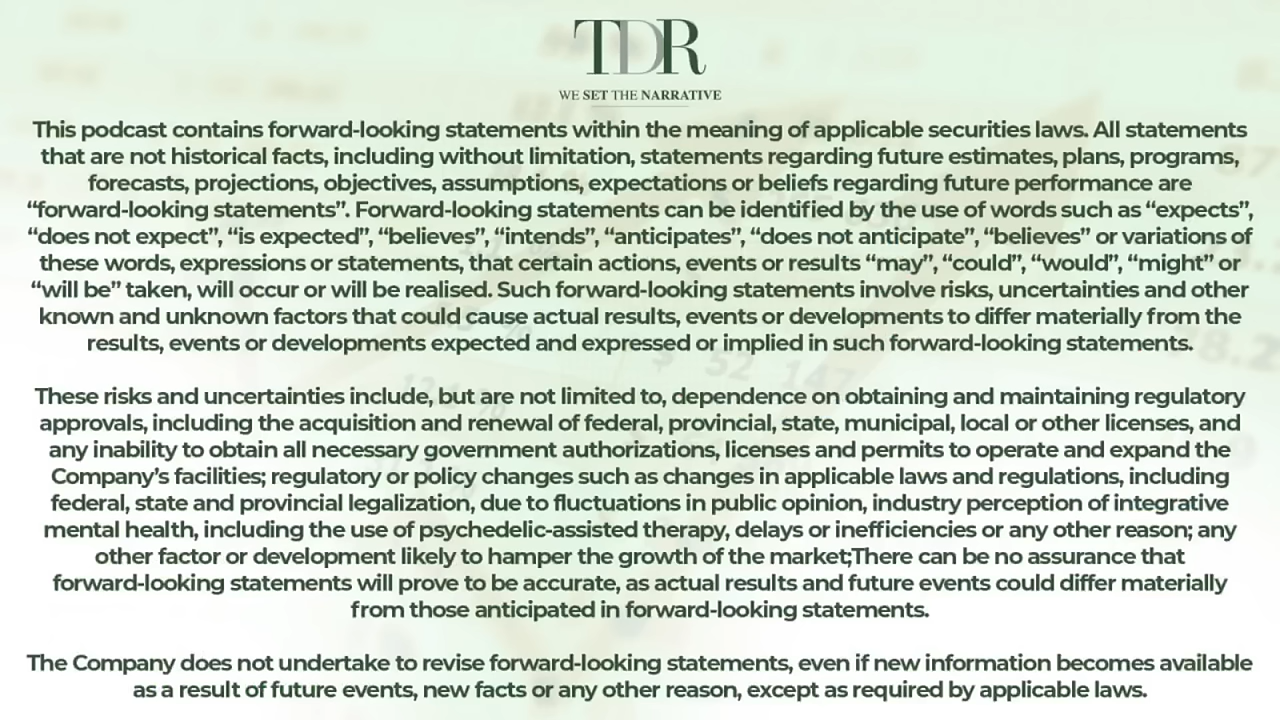 TDR
WE SET THE NARRATIVE
This podcast contains forward-looking statements within the meaning of applicable securities laws. All statements
that are not historical facts, including without limitation, statements regarding future estimates, plans, programs,
forecasts, projections, objectives, assumptions, expectations or beliefs regarding future performance are
“forward-looking statements”. Forward-looking statements can be identified by the use of words such as “expects”,
“does not expect”, “is expected”, “believes”, “intends”, “anticipates”, “does not anticipate”, “believes” or variations of
these words, expressions or statements, that certain actions, events or results “may”, “could”, “would”, “might” or
“will be” taken, will occur or will be realised. Such forward-looking statements involve risks, uncertainties and other
known and unknown factors that could cause actual results, events or developments to differ materially from the
results, events or developments expected and expressed or implied in such forward-looking statements.
These risks and uncertainties include, but are not limited to, dependence on obtaining and maintaining regulatory
approvals, including the acquisition and renewal of federal, provincial, state, municipal, local or other licenses, and
any inability to obtain all necessary government authorizations, licenses and permits to operate and expand the
Company’s facilities; regulatory or policy changes such as changes in applicable laws and regulations, including
federal, state and provincial legalization, due to fluctuations in public opinion, industry perception of integrative
mental health, including the use of psychedelic-assisted therapy, delays or inefficiencies or any other reason; any
other factor or development likely to hamper the growth of the market;There can be no assurance that
forward-looking statements will prove to be accurate, as actual results and future events could differ materially
from those anticipated in forward-looking statements.
The Company does not undertake to revise forward-looking statements, even if new information becomes available
as a result of future events, new facts or any other reason, except as required by applicable laws.